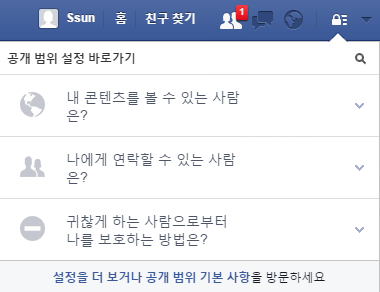 Ssun 홈 친구 찾기 1
공개 범위 설정 바로가기
내 콘텐츠를 볼 수 있는 사람
은?
나에게 연락할 수 있는 사람
은?
귀찮게 하는 사람으로부터
나를 보호하는 방법은?
설정을 더 보거나 공개 범위 기본 사항을 방문하세요